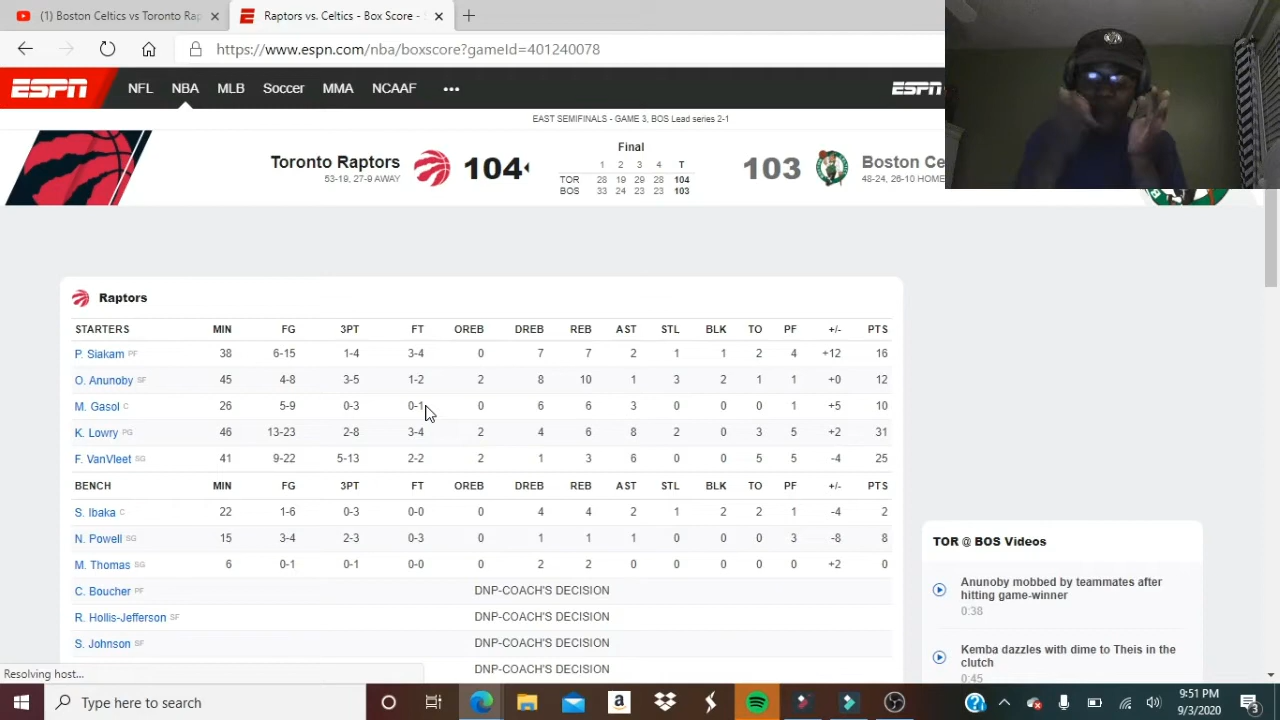 (1) Boston Celtics vs Toronto Rap
Raptors vs. Celtics - Box Score -
https://www.espn.com/nba/boxscore?gameId=401240078
ESPN NFL NBA MLB Soccer MMA NCAAF ••• ESPN
EAST SEMIFINALS - GAME 3, BOS Lead series 2-1
Toronto Raptors 104
53-19, 27-9 AWAY
Final
1 2 3 4 T
TOR 28 19 29 28 104
BOS 33 24 23 23 103
103 Boston Ce
48-24, 26-10 HOME
Raptors
STARTERS MIN FG 3PT FT OREB DREB REB AST STL BLK TO PF +/- PTS
P. Siakam PF 38 6-15 1-4 3-4 0 7 7 2 1 1 2 4 +12 16
O. Anunoby SF 45 4-8 3-5 1-2 2 8 10 1 3 2 1 1 +0 12
M. Gasol C 26 5-9 0-3 0-1 0 6 6 3 0 0 0 1 +5 10
K. Lowry PG 46 13-23 2-8 3-4 2 4 6 8 2 0 3 5 +2 31
F. VanVleet SG 41 9-22 5-13 2-2 2 1 3 6 0 0 5 5 -4 25
BENCH MIN FG 3PT FT OREB DREB REB AST STL BLK TO PF +/- PTS
S. Ibaka C 22 1-6 0-3 0-0 0 4 4 2 1 2 2 1 -4 2
N. Powell SG 15 3-4 2-3 0-3 0 1 1 1 0 0 0 3 -8 8
M. Thomas SG 6 0-1 0-1 0-0 0 2 2 0 0 0 0 0 +2 0
C. Boucher PF DNP-COACH'S DECISION
R. Hollis-Jefferson SF DNP-COACH'S DECISION
S. Johnson SF DNP-COACH'S DECISION
DNP-COACH'S DECISION
TOR @ BOS Videos
Anunoby mobbed by teammates after
hitting game-winner
0:38
Kemba dazzles with dime to Theis in the
clutch
0:45
Resolving host...
Type here to search
9:51 PM
9/3/2020
3